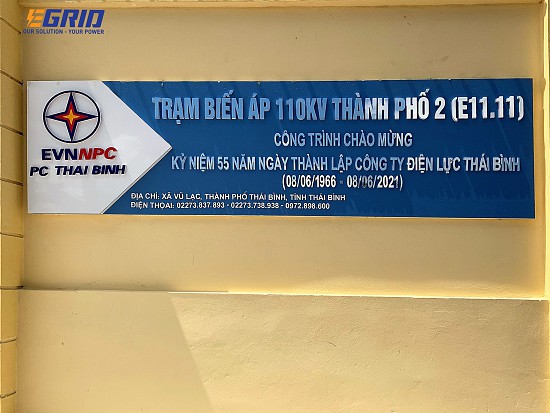 EGRID
OUR SOLUTION - YOUR POWER
TRẠM BIẾN ÁP 110KV THÀNH PHỐ 2 (E11.11)
CÔNG TRÌNH CHÀO MỪNG
KỶ NIỆM 55 NĂM NGÀY THÀNH LẬP CÔNG TY ĐIỆN LỰC THÁI BÌNH
(08/06/1966 - 08/06/2021)
EVNNPC
PC THAI BINH
ĐỊA CHỈ: XÃ VŨ LẠC, THÀNH PHỐ THÁI BÌNH, TỈNH THÁI BÌNH
ĐIỆN THOẠI: 02273.837.893 - 02273.738.938 - 0972.898.600